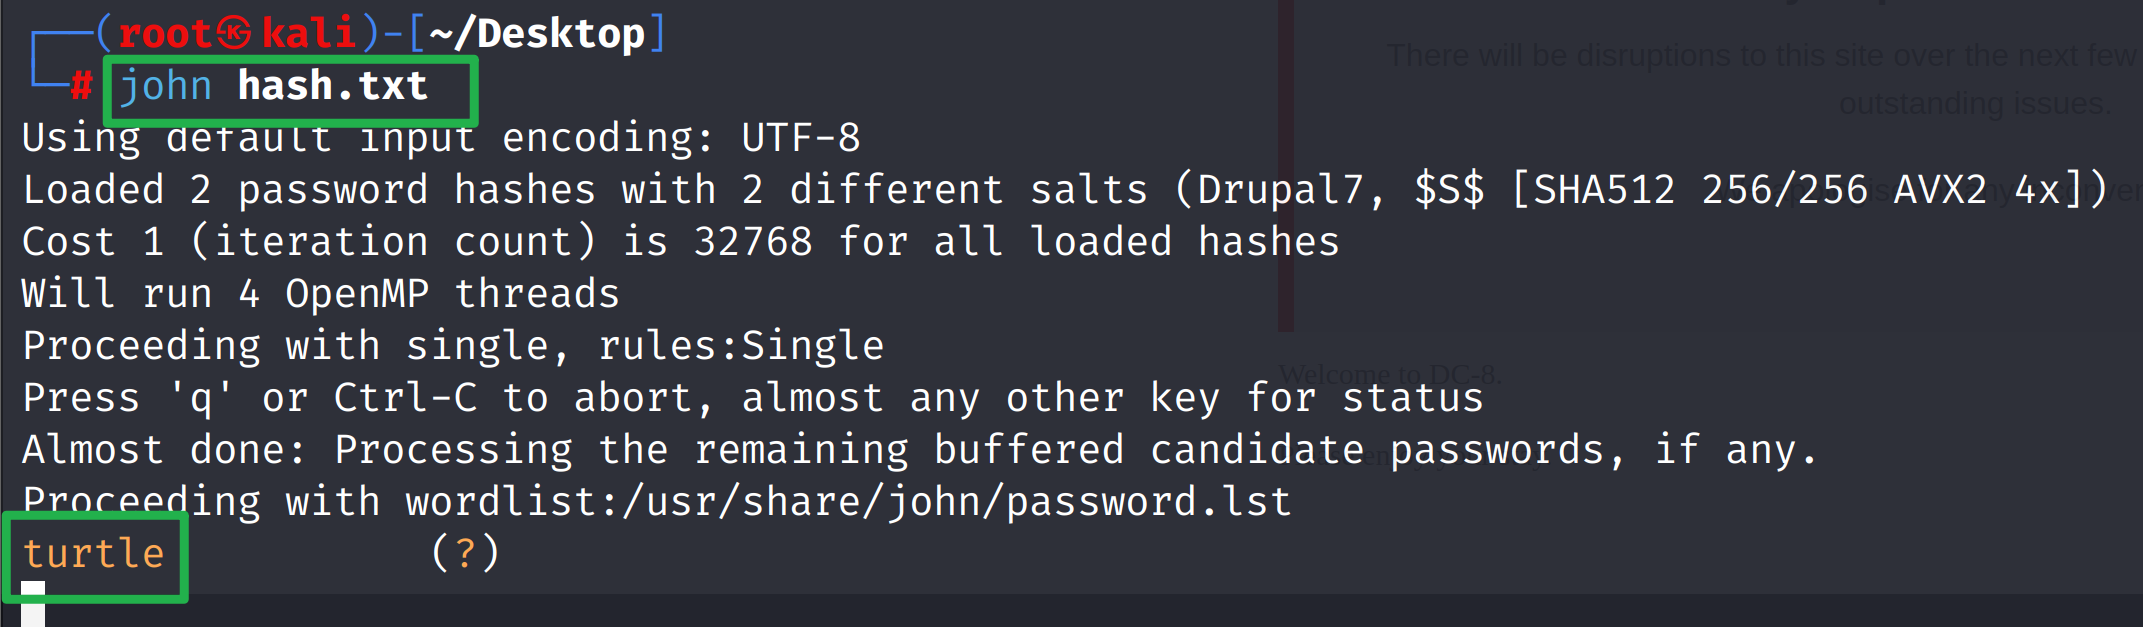 ┌──(root㉿kali)-[~/Desktop]
└─# john hash.txt
Using default input encoding: UTF-8
Loaded 2 password hashes with 2 different salts (Drupal7, $S$ [SHA512 256/256 AVX2 4x])
Cost 1 (iteration count) is 32768 for all loaded hashes
Will run 4 OpenMP threads
Proceeding with single, rules:Single
Press 'q' or Ctrl-C to abort, almost any other key for status
Almost done: Processing the remaining buffered candidate passwords, if any.
Proceeding with wordlist:/usr/share/john/password.lst
turtle (?)
There will be disruptions to this site over the next few
outstanding issues.
Welcome to DC-8.